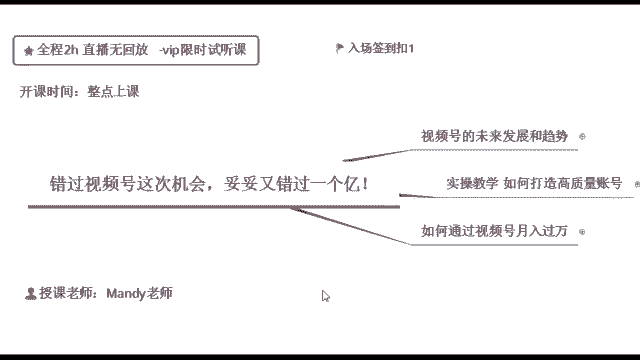 全程2h 直播无回放 -vip限时试听课
入场签到扣1
开课时间：整点上课
视频号的未来发展和趋势
错过视频号这次机会，妥妥又错过一个亿！
实操教学 如何打造高质量账号
如何通过视频号月入过万
授课老师：Mandy老师